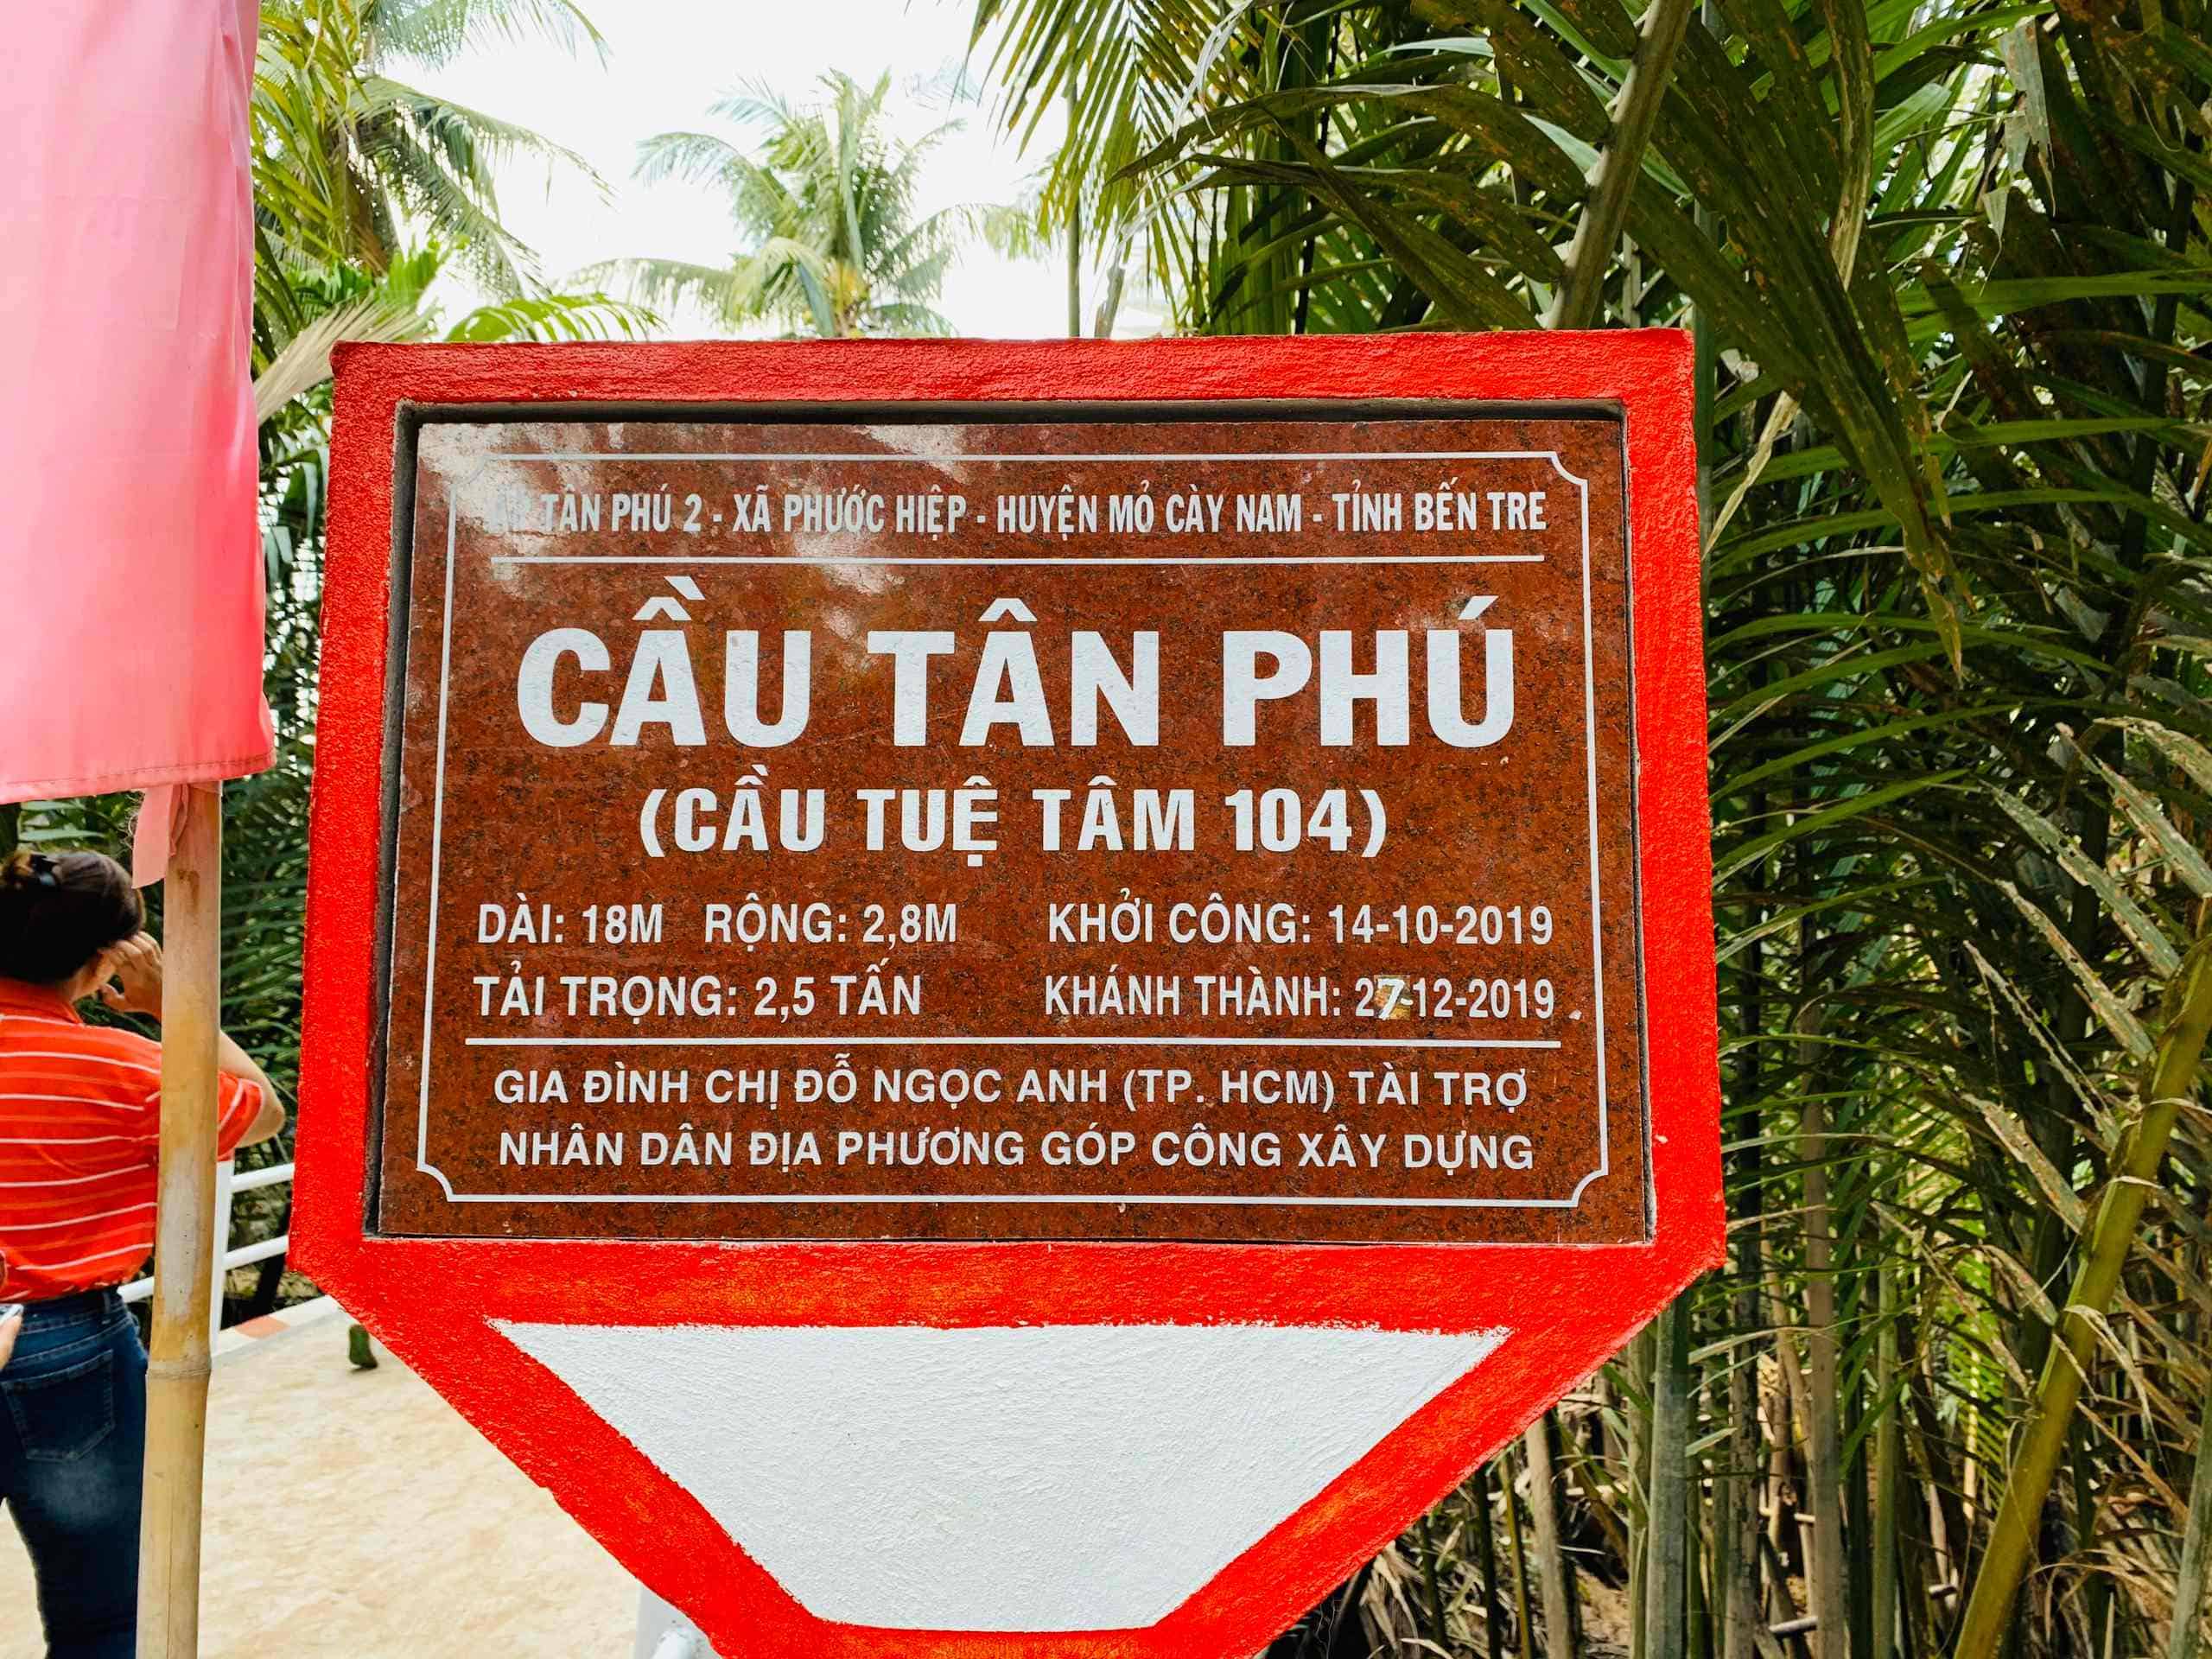 ẤP TÂN PHÚ 2 - XÃ PHƯỚC HIỆP - HUYỆN MỎ CÀY NAM - TỈNH BẾN TRE
CẦU TÂN PHÚ
(CẦU TUỆ TÂM 104)
DÀI: 18M RỘNG: 2,8M KHỞI CÔNG: 14-10-2019
TẢI TRỌNG: 2,5 TẤN KHÁNH THÀNH: 27-12-2019
GIA ĐÌNH CHỊ ĐỖ NGỌC ANH (TP. HCM) TÀI TRỢ
NHÂN DÂN ĐỊA PHƯƠNG GÓP CÔNG XÂY DỰNG